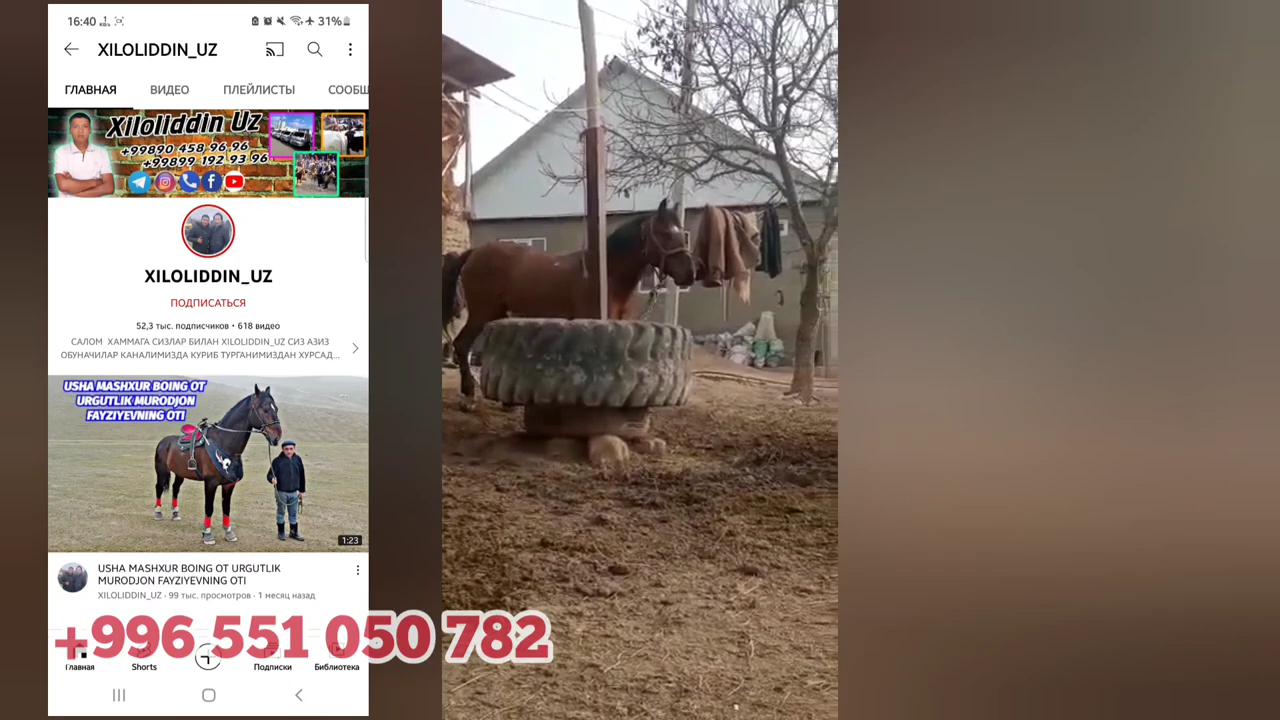 16:40
1
KB/s
31%
XILOLIDDIN_UZ
ГЛАВНАЯ
ВИДЕО
ПЛЕЙЛИСТЫ
СООБЩ
Xiloliddin Uz
+99890 458 96 96
+99899 192 93 96
XILOLIDDIN_UZ
ПОДПИСАТЬСЯ
52,3 тыс. подписчиков • 618 видео
САЛОМ ХАММАГА СИЗЛАР БИЛАН XILOLIDDIN_UZ СИЗ АЗИЗ
ОБУНАЧИЛАР КАНАЛИМИЗДА КУРИБ ТУРГАНИМИЗДАН ХУРСАД...
USHA MASHXUR BOING OT
URGUTLIK MURODJON
FAYZIYEVNING OTI
1:23
USHA MASHXUR BOING OT URGUTLIK
MURODJON FAYZIYEVNING OTI
XILOLIDDIN_UZ · 99 тыс. просмотров · 1 месяц назад
+996 551 050 782
Главная
Shorts
Подписки
Библиотека